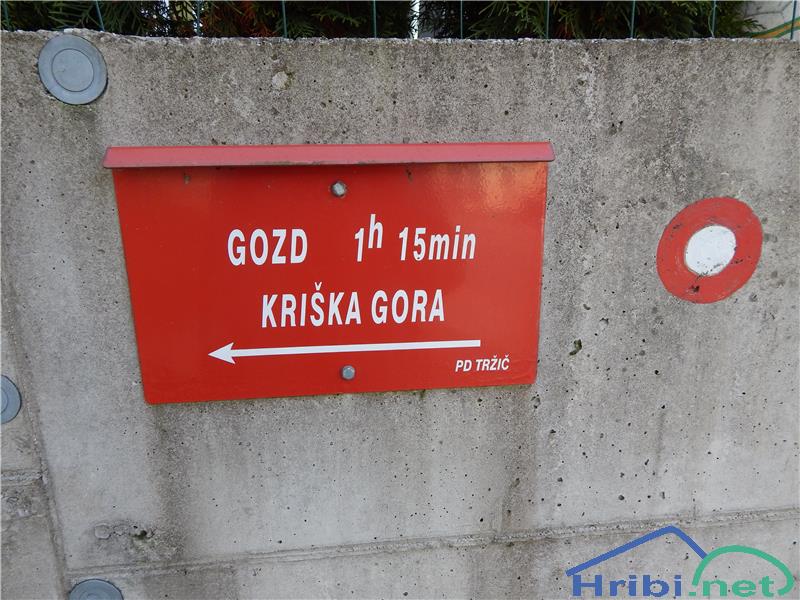 GOZD 1h 15min
KRIŠKA GORA
PD TRŽIČ
Hribi.net